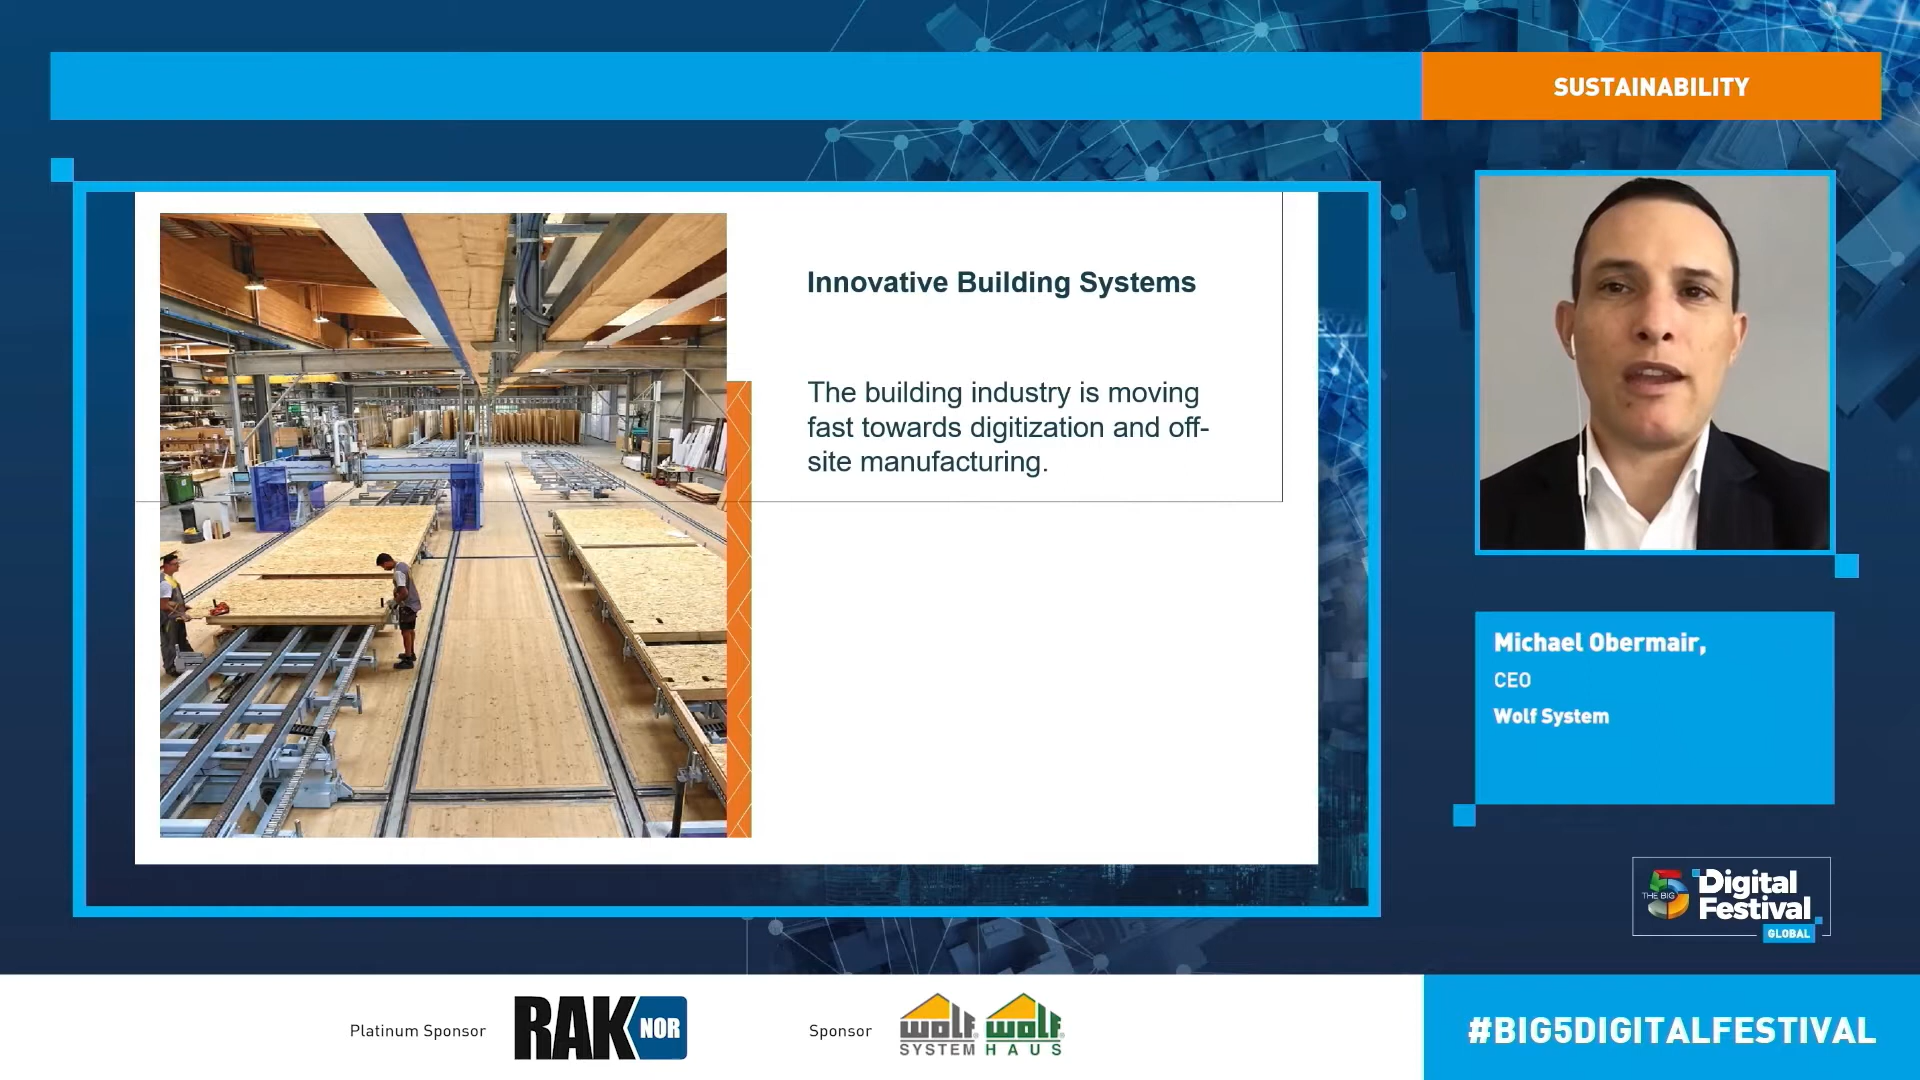 SUSTAINABILITY
Innovative Building Systems
The building industry is moving
fast towards digitization and off-
site manufacturing.
Michael Obermair,
CEO
Wolf System
THE BIG 5
Digital
Festival
GLOBAL
Platinum Sponsor
RAK NOR
Sponsor
wolf
SYSTEM
wolf
HAUS
#BIG5DIGITALFESTIVAL